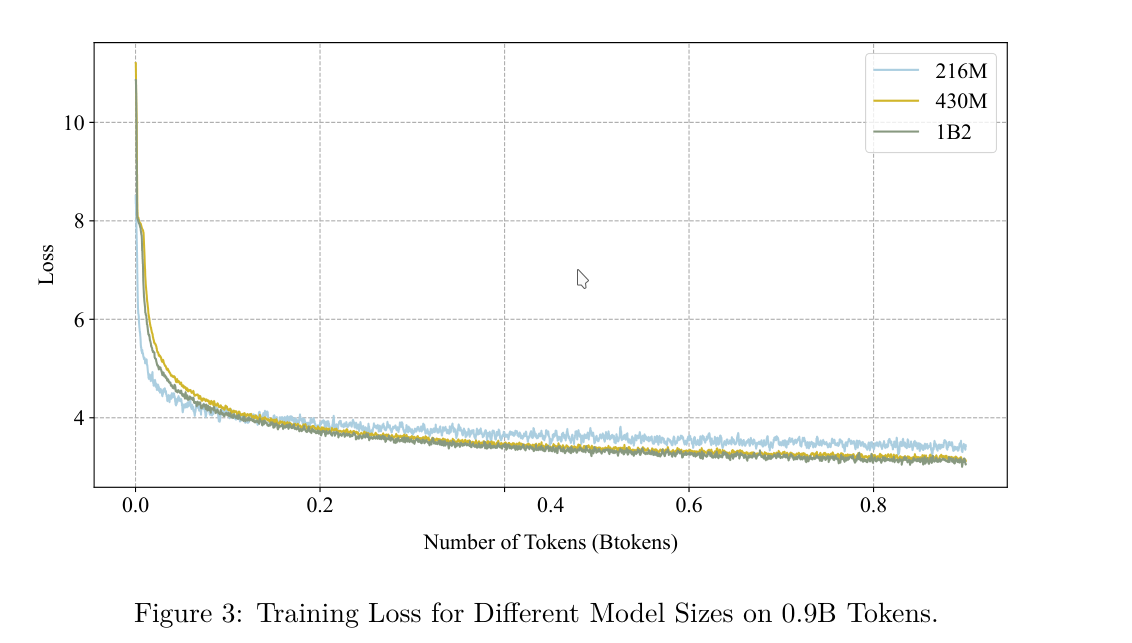 216M
430M
1B2
10
8
6
4
Loss
0.0 0.2 0.4 0.6 0.8
Number of Tokens (Btokens)
Figure 3: Training Loss for Different Model Sizes on 0.9B Tokens.